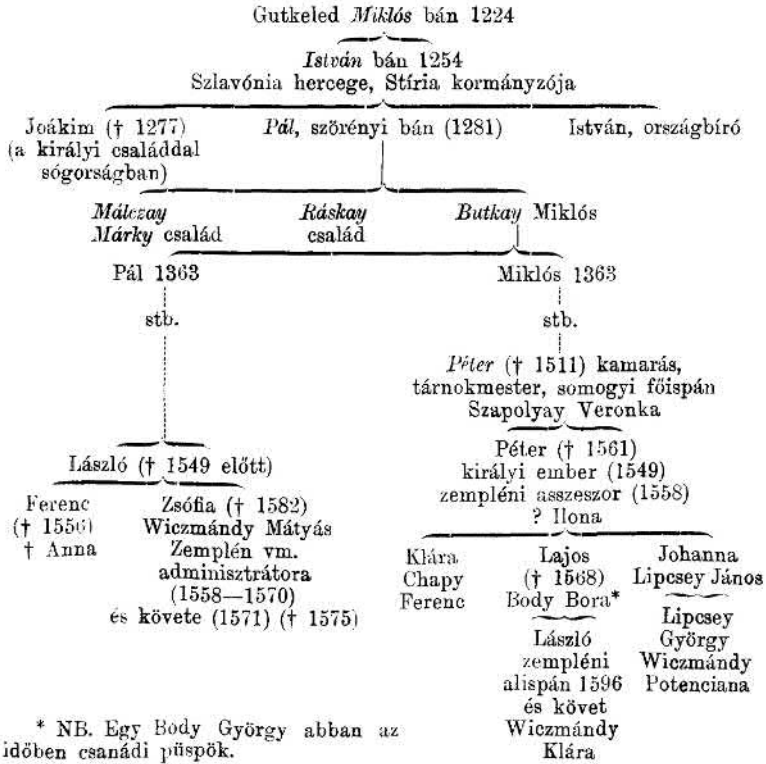 Gutkeled Miklós bán 1224
István bán 1254
Szlavónia hercege, Stíria kormányzója
Joákim († 1277)
(a királyi családdal
sógorságban)
Pál, szörényi bán (1281)
István, országbíró
Málczay
Márky család
Ráskay
család
Butkay Miklós
Pál 1363
stb.
Miklós 1363
stb.
Péter († 1511) kamarás,
tárnokmester, somogyi főispán
Szapolyay Veronka
László († 1549 előtt)
Ferenc
(† 1556)
† Anna
Zsófia († 1582)
Wiczmándy Mátyás
Zemplén vm.
adminisztrátora
(1558—1570)
és követe (1571) († 1575)
Péter († 1561)
királyi ember (1549)
zempléni asszeszor (1558)
? Ilona
Klára
Chapy
Ferenc
Lajos
(† 1568)
Body Bora*
László
zempléni
alispán 1596
és követ
Wiczmándy
Klára
Johanna
Lipcsey János
Lipcsey
György
Wiczmándy
Potenciana
* NB. Egy Body György abban az
időben csanádi püspök.